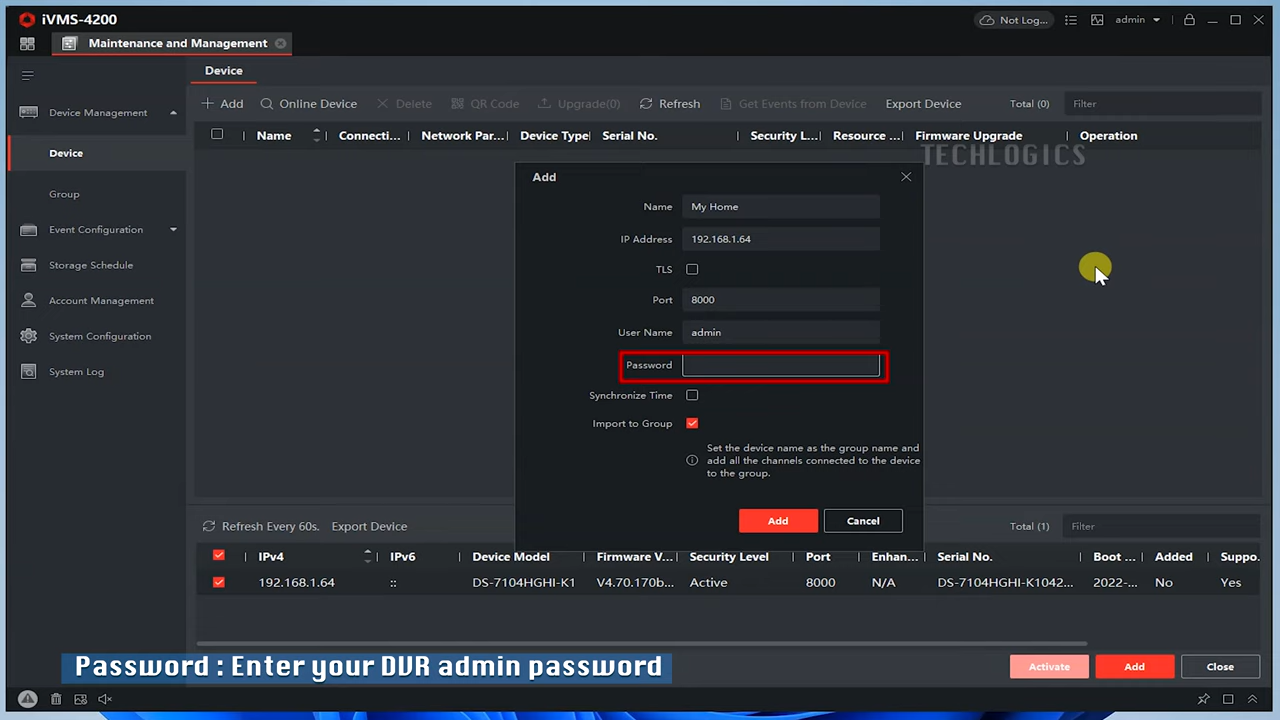 iVMS-4200
Not Log...
admin
Maintenance and Management
Device Management
Device
Group
Event Configuration
Storage Schedule
Account Management
System Configuration
System Log
Device
Add
Online Device
Delete
QR Code
Upgrade(0)
Refresh
Get Events from Device
Export Device
Total (0)
Filter
Name
Connecti...
Network Par...
Device Type
Serial No.
Security L...
Resource ...
Firmware Upgrade
Operation
TECHLOGICS
Add
Name My Home
IP Address 192.168.1.64
TLS
Port 8000
User Name admin
Password
Synchronize Time
Import to Group
Set the device name as the group name and
add all the channels connected to the device
to the group.
Add
Cancel
Refresh Every 60s.
Export Device
Total (1)
Filter
IPv4
IPv6
Device Model
Firmware V...
Security Level
Port
Enhan...
Serial No.
Boot ...
Added
Suppo..
192.168.1.64
::
DS-7104HGHI-K1
V4.70.170b...
Active
8000
N/A
DS-7104HGHI-K1042...
2022-...
No
Yes
Password : Enter your DVR admin password
Activate
Add
Close